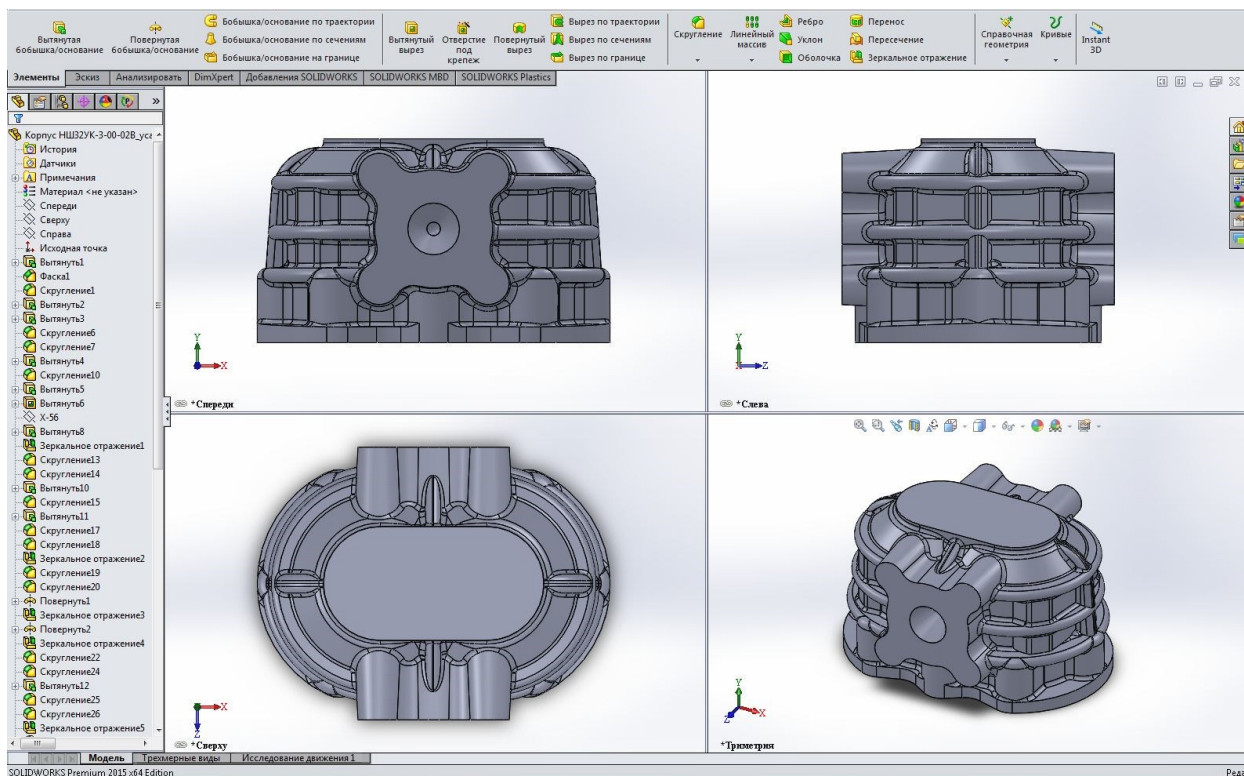 Вытянутая бобышка/основание
Повернутая бобышка/основание
Бобышка/основание по траектории
Бобышка/основание по сечениям
Бобышка/основание на границе
Вытянутый вырез
Отверстие под крепеж
Повернутый вырез
Вырез по траектории
Вырез по сечениям
Вырез по границе
Скругление
Линейный массив
Ребро
Уклон
Оболочка
Перенос
Пересечение
Зеркальное отражение
Справочная геометрия
Кривые
Instant 3D
Элементы Эскиз Анализировать DimXpert Добавления SOLIDWORKS SOLIDWORKS MBD SOLIDWORKS Plastics
»
Корпус НШ32УК-3-00-02В_уса
История
Датчики
Примечания
Материал <не указан>
Спереди
Сверху
Справа
Исходная точка
Вытянуть1
Фаска1
Скругление1
Вытянуть2
Вытянуть3
Скругление6
Скругление7
Вытянуть4
Скругление10
Вытянуть5
Вытянуть6
X-56
Вытянуть8
Зеркальное отражение1
Скругление13
Скругление14
Вытянуть10
Скругление15
Вытянуть11
Скругление17
Скругление18
Зеркальное отражение2
Скругление19
Скругление20
Повернуть1
Зеркальное отражение3
Повернуть2
Зеркальное отражение4
Скругление22
Скругление24
Вытянуть12
Скругление25
Скругление26
Зеркальное отражение5
Y
X
*Спереди
Y
Z
*Слева
X
Z
*Сверху
Y
Z
X
*Триметрия
Модель Трехмерные виды Исследование движения 1
SOLIDWORKS Premium 2015 x64 Edition
Реда